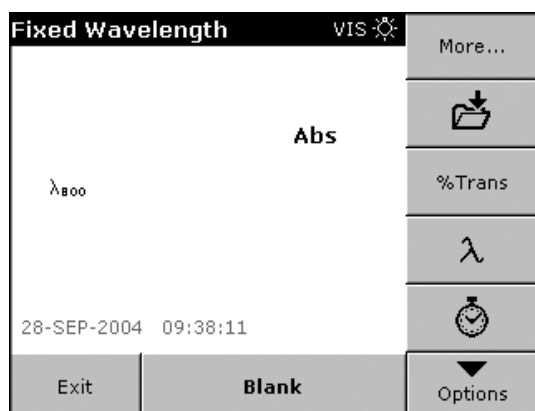 Fixed Wavelength VIS
More...
Abs
λ800
%Trans
λ
28-SEP-2004 09:38:11
Exit
Blank
Options